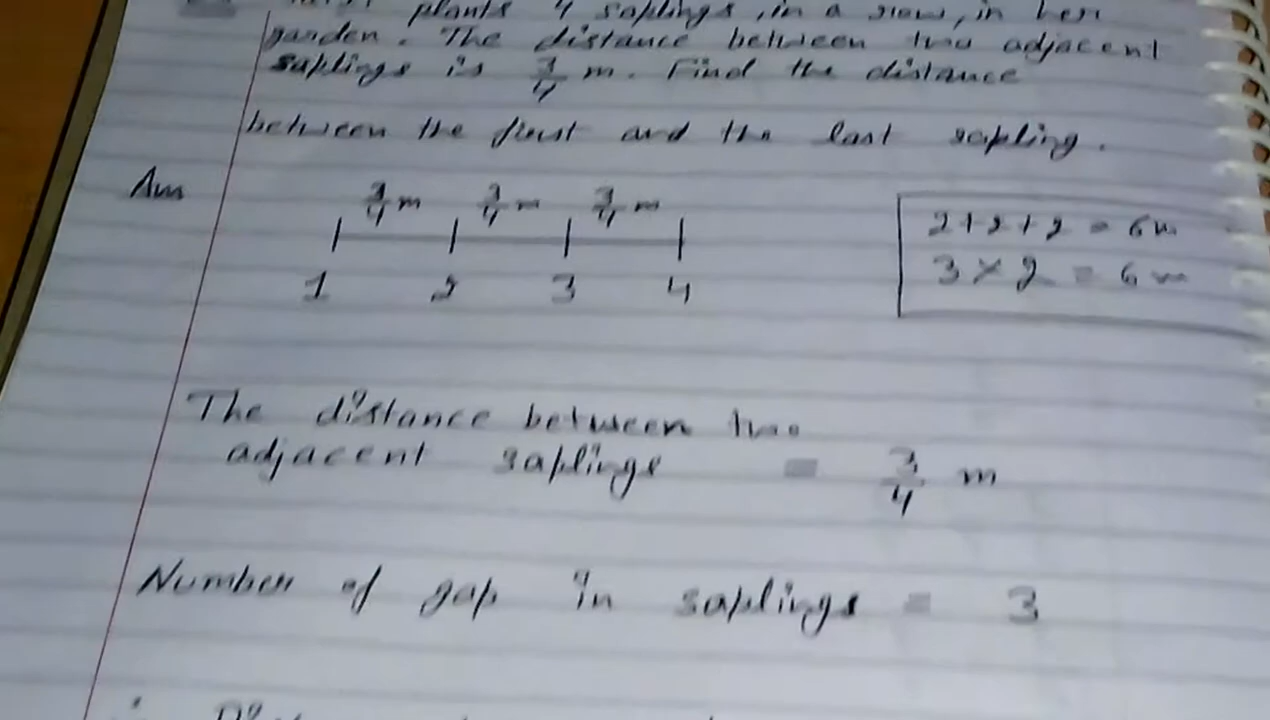 plants 4 saplings, in a row, in her
garden. The distance between two adjacent
saplings is 3/4 m. Find the distance
between the first and the last sapling.
Ans
3/4 m 3/4 m 3/4 m
1 2 3 4
2+2+2 = 6m
3 × 2 = 6 m
The distance between two
adjacent saplings = 3/4 m
Number of gap in saplings = 3